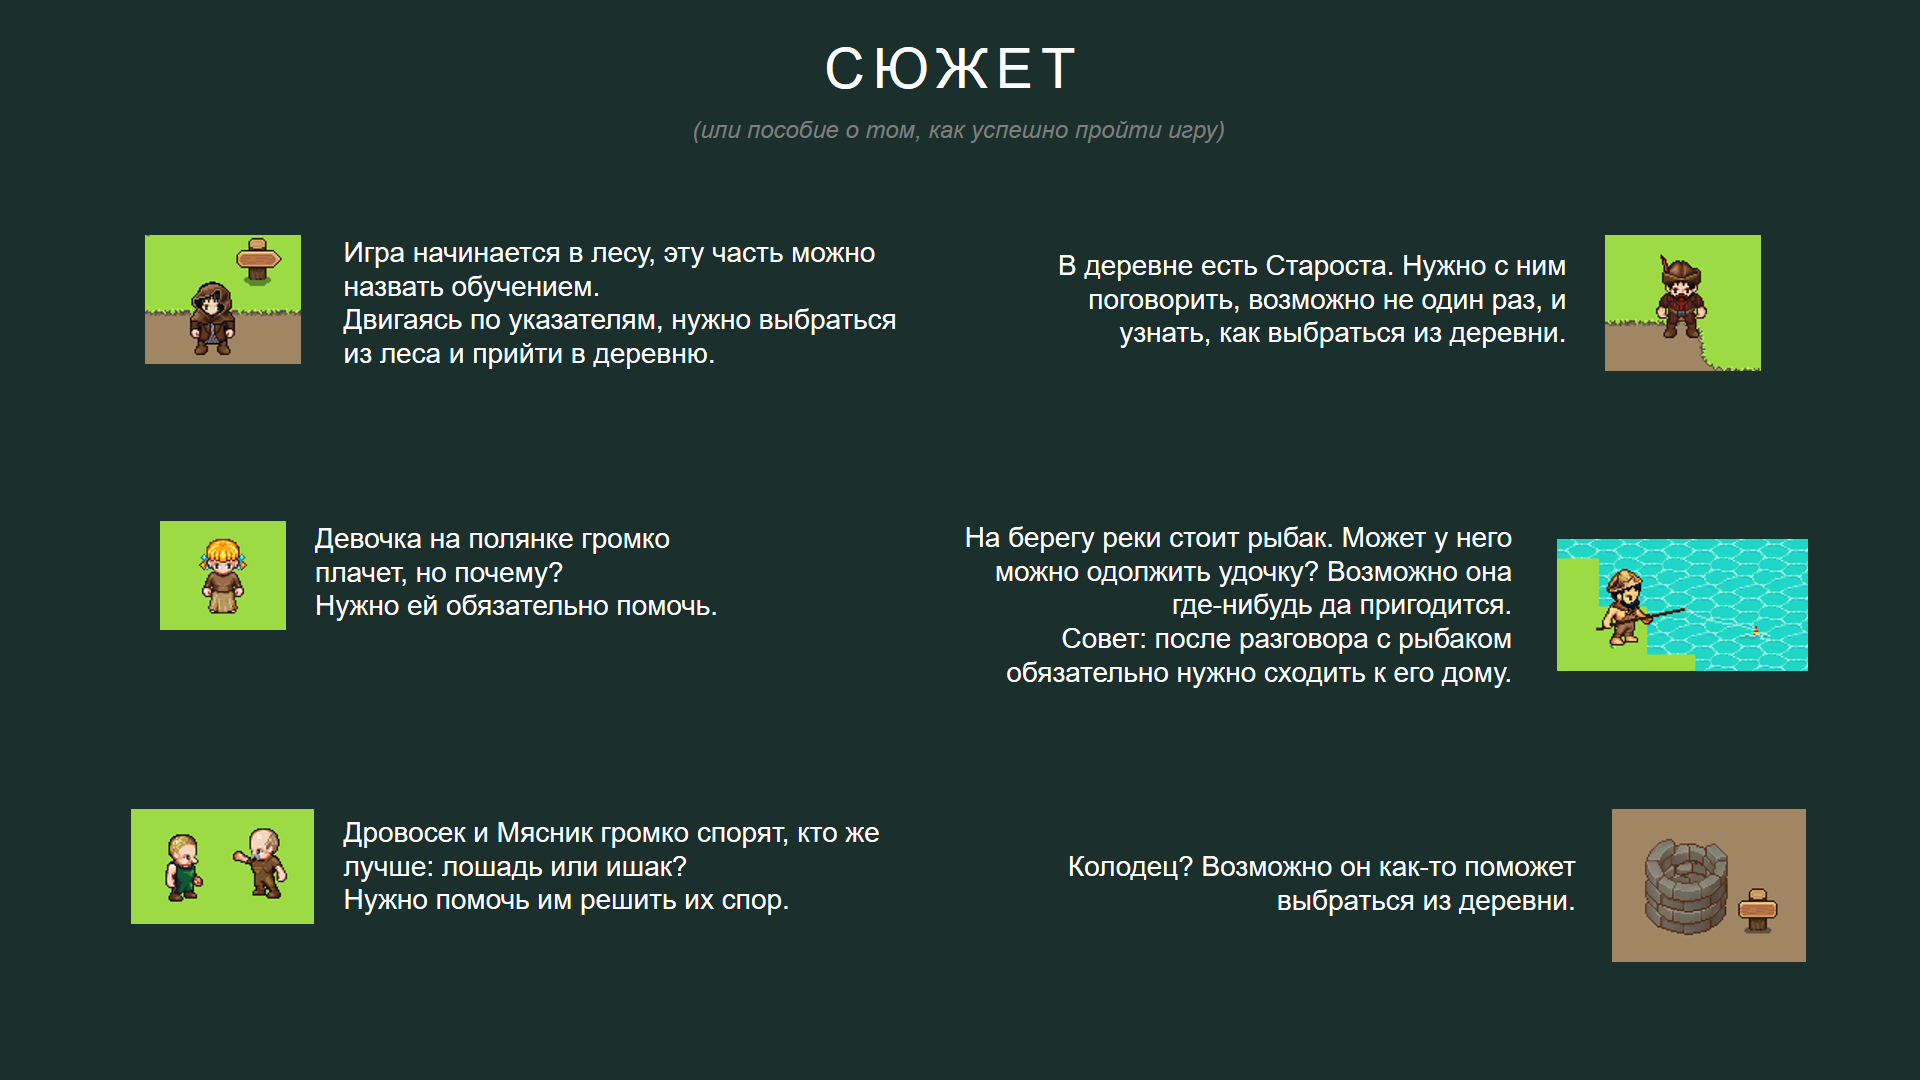 СЮЖЕТ
(или пособие о том, как успешно пройти игру)
Игра начинается в лесу, эту часть можно
назвать обучением.
Двигаясь по указателям, нужно выбраться
из леса и прийти в деревню.
В деревне есть Староста. Нужно с ним
поговорить, возможно не один раз, и
узнать, как выбраться из деревни.
Девочка на полянке громко
плачет, но почему?
Нужно ей обязательно помочь.
На берегу реки стоит рыбак. Может у него
можно одолжить удочку? Возможно она
где-нибудь да пригодится.
Совет: после разговора с рыбаком
обязательно нужно сходить к его дому.
Дровосек и Мясник громко спорят, кто же
лучше: лошадь или ишак?
Нужно помочь им решить их спор.
Колодец? Возможно он как-то поможет
выбраться из деревни.